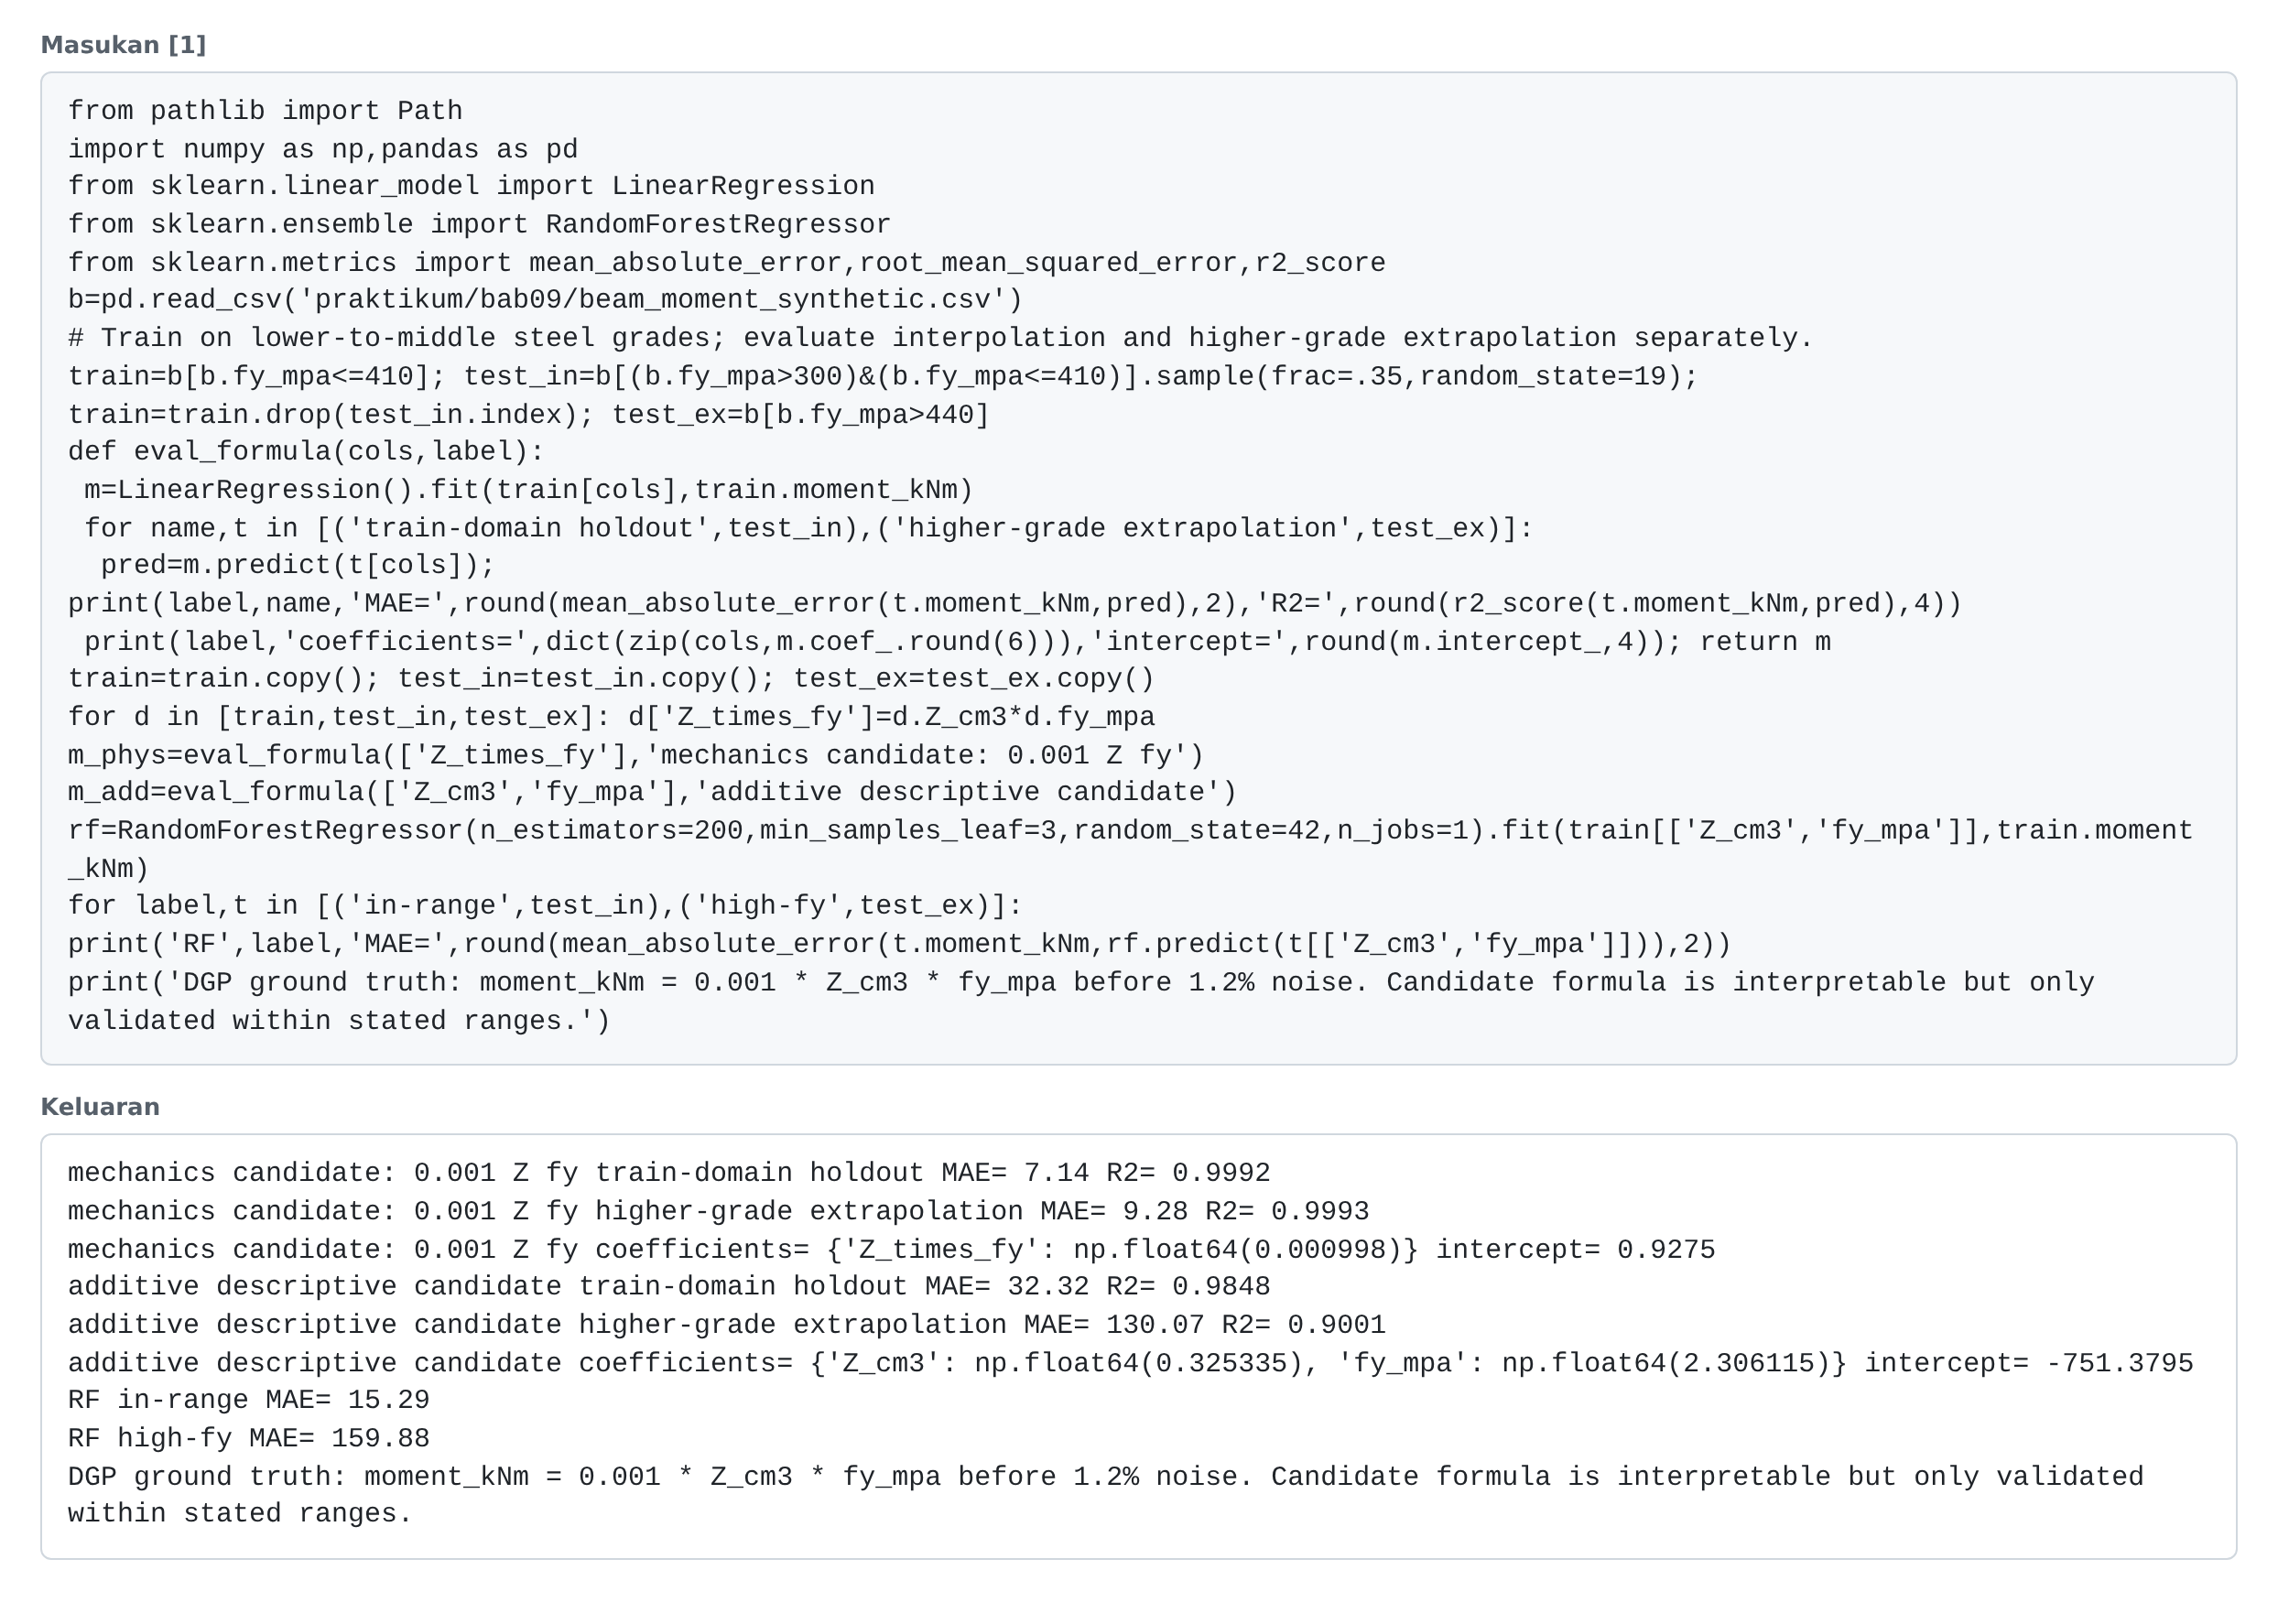 Masukan [1]
from pathlib import Path
import numpy as np,pandas as pd
from sklearn.linear_model import LinearRegression
from sklearn.ensemble import RandomForestRegressor
from sklearn.metrics import mean_absolute_error,root_mean_squared_error,r2_score
b=pd.read_csv('praktikum/bab09/beam_moment_synthetic.csv')
# Train on lower-to-middle steel grades; evaluate interpolation and higher-grade extrapolation separately.
train=b[b.fy_mpa<=410]; test_in=b[(b.fy_mpa>300)&(b.fy_mpa<=410)].sample(frac=.35,random_state=19);
train=train.drop(test_in.index); test_ex=b[b.fy_mpa>440]
def eval_formula(cols,label):
 m=LinearRegression().fit(train[cols],train.moment_kNm)
 for name,t in [('train-domain holdout',test_in),('higher-grade extrapolation',test_ex)]:
  pred=m.predict(t[cols]);
print(label,name,'MAE=',round(mean_absolute_error(t.moment_kNm,pred),2),'R2=',round(r2_score(t.moment_kNm,pred),4))
 print(label,'coefficients=',dict(zip(cols,m.coef_.round(6))),'intercept=',round(m.intercept_,4)); return m
train=train.copy(); test_in=test_in.copy(); test_ex=test_ex.copy()
for d in [train,test_in,test_ex]: d['Z_times_fy']=d.Z_cm3*d.fy_mpa
m_phys=eval_formula(['Z_times_fy'],'mechanics candidate: 0.001 Z fy')
m_add=eval_formula(['Z_cm3','fy_mpa'],'additive descriptive candidate')
rf=RandomForestRegressor(n_estimators=200,min_samples_leaf=3,random_state=42,n_jobs=1).fit(train[['Z_cm3','fy_mpa']],train.moment
_kNm)
for label,t in [('in-range',test_in),('high-fy',test_ex)]:
print('RF',label,'MAE=',round(mean_absolute_error(t.moment_kNm,rf.predict(t[['Z_cm3','fy_mpa']])),2))
print('DGP ground truth: moment_kNm = 0.001 * Z_cm3 * fy_mpa before 1.2% noise. Candidate formula is interpretable but only
validated within stated ranges.')
Keluaran
mechanics candidate: 0.001 Z fy train-domain holdout MAE= 7.14 R2= 0.9992
mechanics candidate: 0.001 Z fy higher-grade extrapolation MAE= 9.28 R2= 0.9993
mechanics candidate: 0.001 Z fy coefficients= {'Z_times_fy': np.float64(0.000998)} intercept= 0.9275
additive descriptive candidate train-domain holdout MAE= 32.32 R2= 0.9848
additive descriptive candidate higher-grade extrapolation MAE= 130.07 R2= 0.9001
additive descriptive candidate coefficients= {'Z_cm3': np.float64(0.325335), 'fy_mpa': np.float64(2.306115)} intercept= -751.3795
RF in-range MAE= 15.29
RF high-fy MAE= 159.88
DGP ground truth: moment_kNm = 0.001 * Z_cm3 * fy_mpa before 1.2% noise. Candidate formula is interpretable but only validated
within stated ranges.